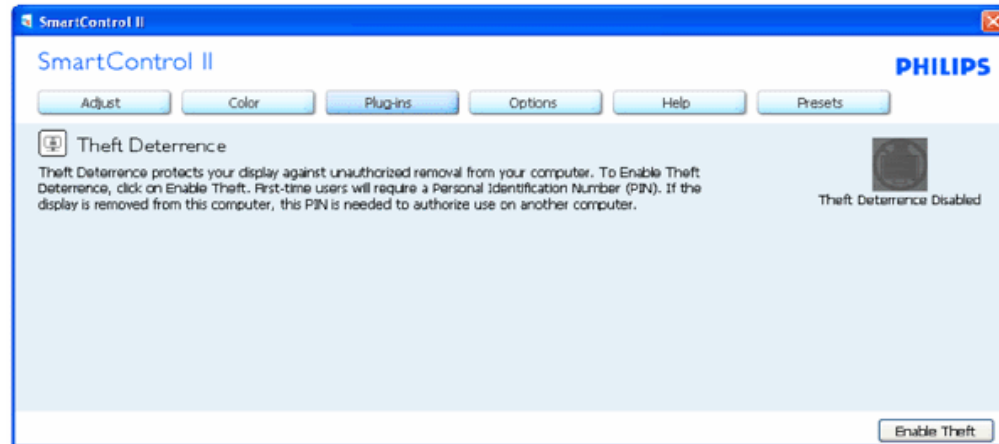 SmartControl II
SmartControl II
PHILIPS
Adjust Color Plug-ins Options Help Presets
Theft Deterrence
Theft Deterrence protects your display against unauthorized removal from your computer. To Enable Theft
Deterrence, click on Enable Theft. First-time users will require a Personal Identification Number (PIN). If the
display is removed from this computer, this PIN is needed to authorize use on another computer.
Theft Deterrence Disabled
Enable Theft